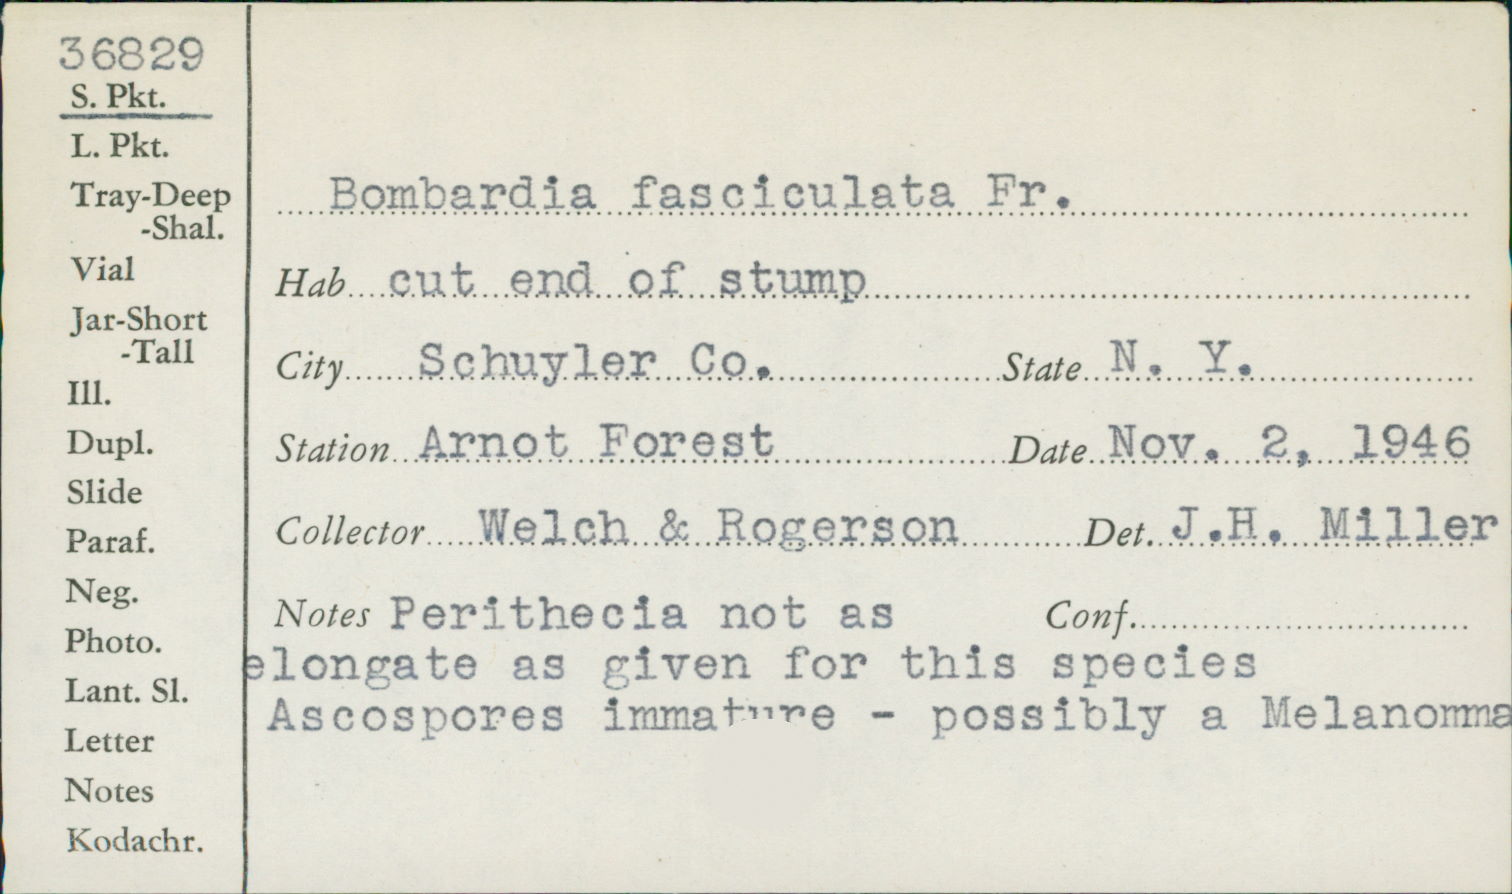 36829
S. Pkt.
L. Pkt.
Tray-Deep
-Shal.
Vial
Jar-Short
-Tall
Ill.
Dupl.
Slide
Paraf.
Neg.
Photo.
Lant. Sl.
Letter
Notes
Kodachr.
Bombardia fasciculata Fr.
Hab cut end of stump
City Schuyler Co. State N. Y.
Station Arnot Forest Date Nov. 2, 1946
Collector Welch & Rogerson Det. J.H. Miller
Notes Perithecia not as Conf.
elongate as given for this species
Ascospores immature - possibly a Melanomma